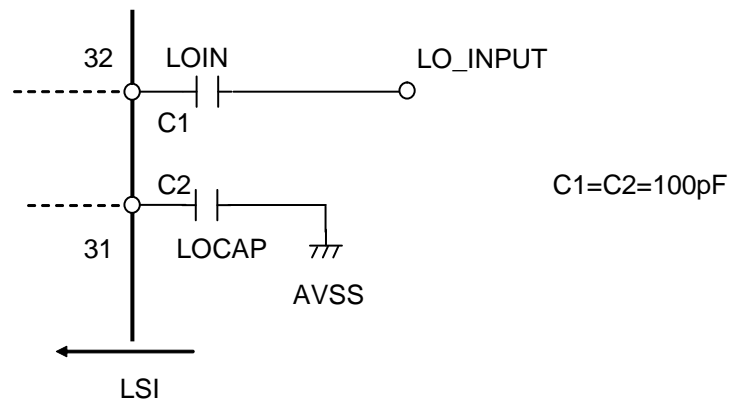 32 LOIN LO_INPUT
C1
C2 C1=C2=100pF
31 LOCAP
AVSS
LSI